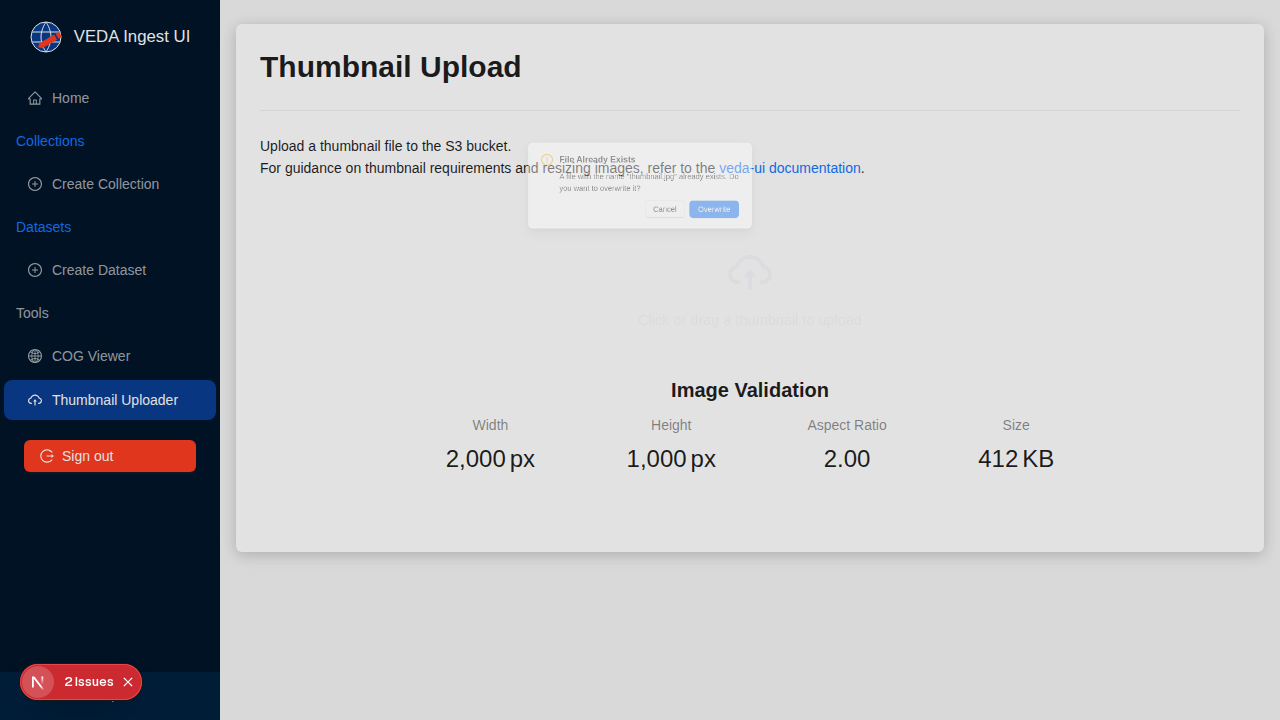 VEDA Ingest UI
Home
Collections
Create Collection
Datasets
Create Dataset
Tools
COG Viewer
Thumbnail Uploader
Sign out
2 Issues
Thumbnail Upload
Upload a thumbnail file to the S3 bucket.
For guidance on thumbnail requirements and resizing images, refer to the veda-ui documentation.
File Already Exists
A file with the name "thumbnail.jpg" already exists. Do
you want to overwrite it?
Cancel
Overwrite
Click or drag a thumbnail to upload
Image Validation
Width
Height
Aspect Ratio
Size
2,000 px
1,000 px
2.00
412 KB